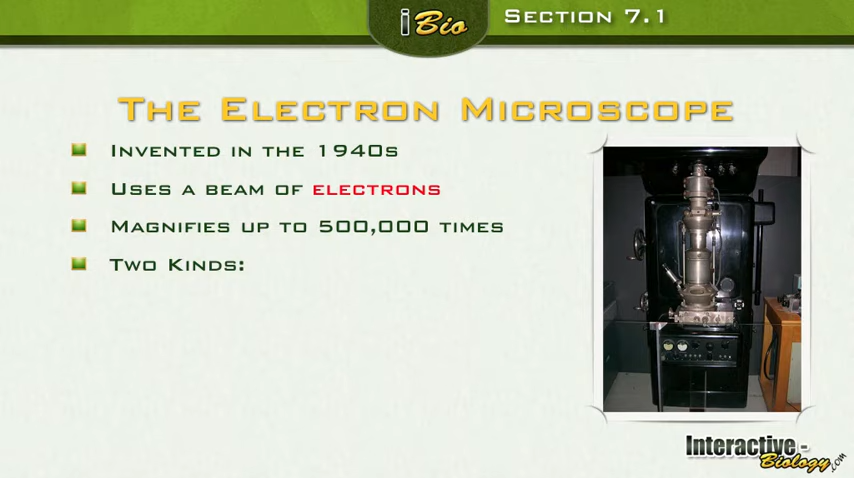 iBio
Section 7.1
The Electron Microscope
Invented in the 1940s
Uses a beam of electrons
Magnifies up to 500,000 times
Two Kinds:
Interactive-
Biology.com